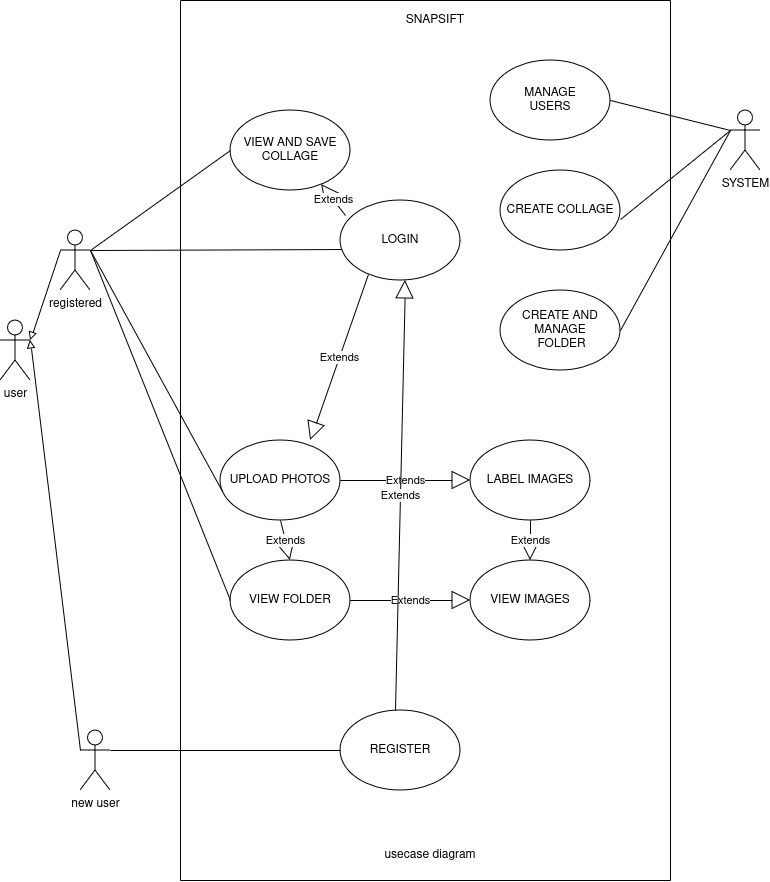 SNAPSIFT
MANAGE
USERS
VIEW AND SAVE
COLLAGE
SYSTEM
Extends
CREATE COLLAGE
LOGIN
registered
CREATE AND
MANAGE
FOLDER
Extends
user
UPLOAD PHOTOS
Extends
LABEL IMAGES
Extends
Extends
Extends
VIEW FOLDER
Extends
VIEW IMAGES
REGISTER
new user
usecase diagram